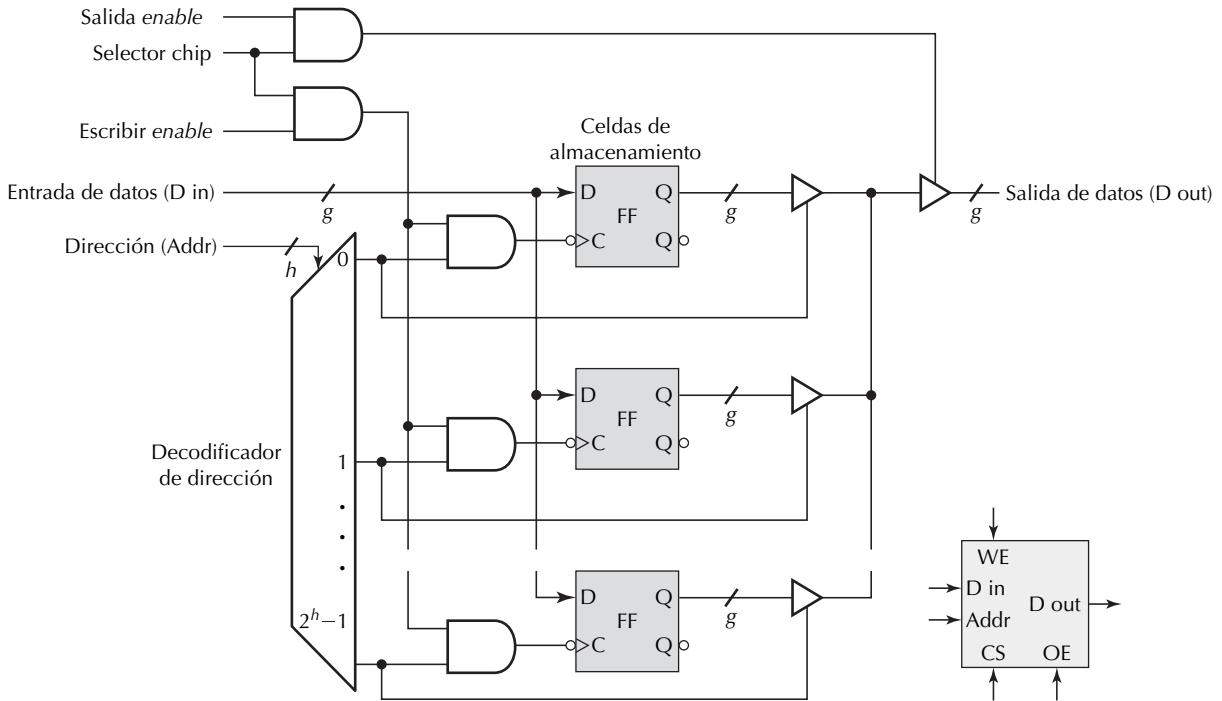 Salida enable
Selector chip
Escribir enable
Celdas de
almacenamiento
Entrada de datos (D in)
g
D
Q
FF
C
Q
g
g
Salida de datos (D out)
Dirección (Addr)
h
0
D
Q
FF
C
Q
g
Decodificador
de dirección
1
.
.
.
2^h−1
D
Q
FF
C
Q
g
WE
D in
D out
Addr
CS
OE